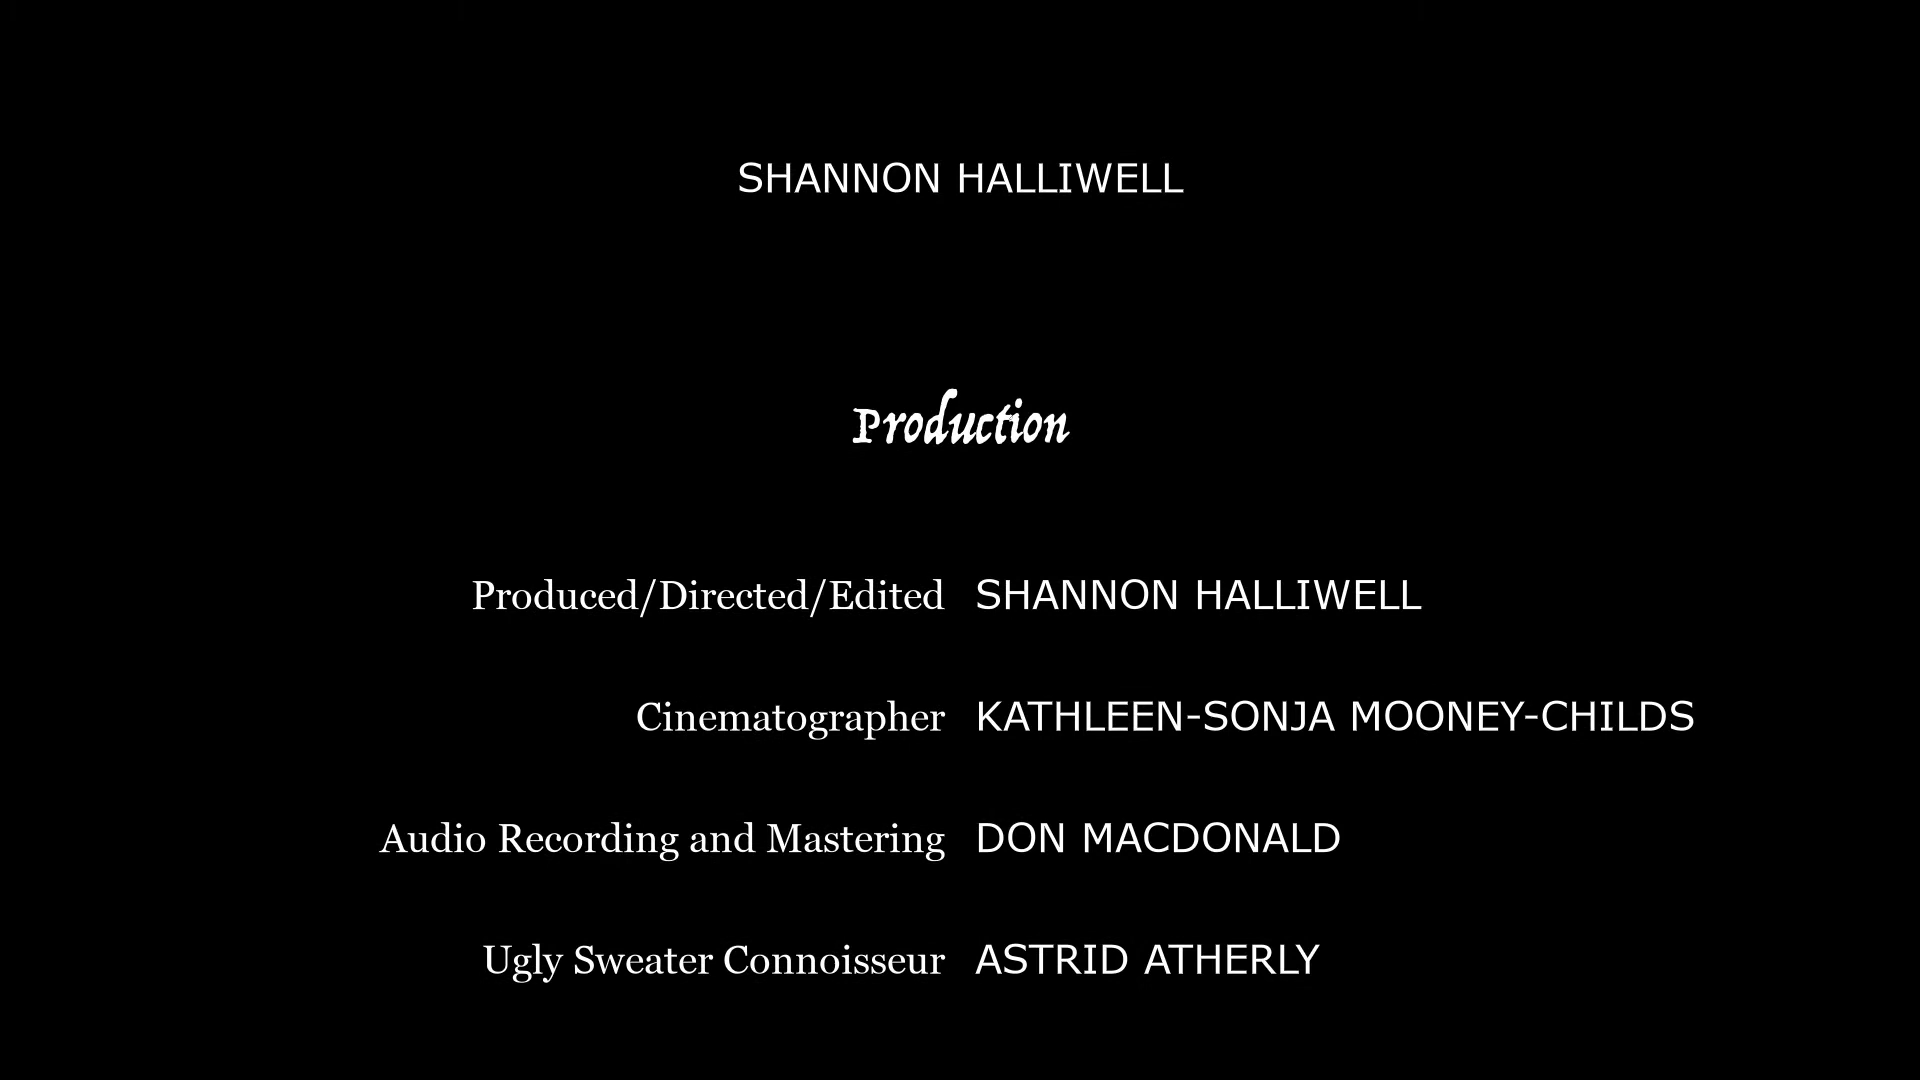 SHANNON HALLIWELL
Production
Produced/Directed/Edited SHANNON HALLIWELL
Cinematographer KATHLEEN-SONJA MOONEY-CHILDS
Audio Recording and Mastering DON MACDONALD
Ugly Sweater Connoisseur ASTRID ATHERLY